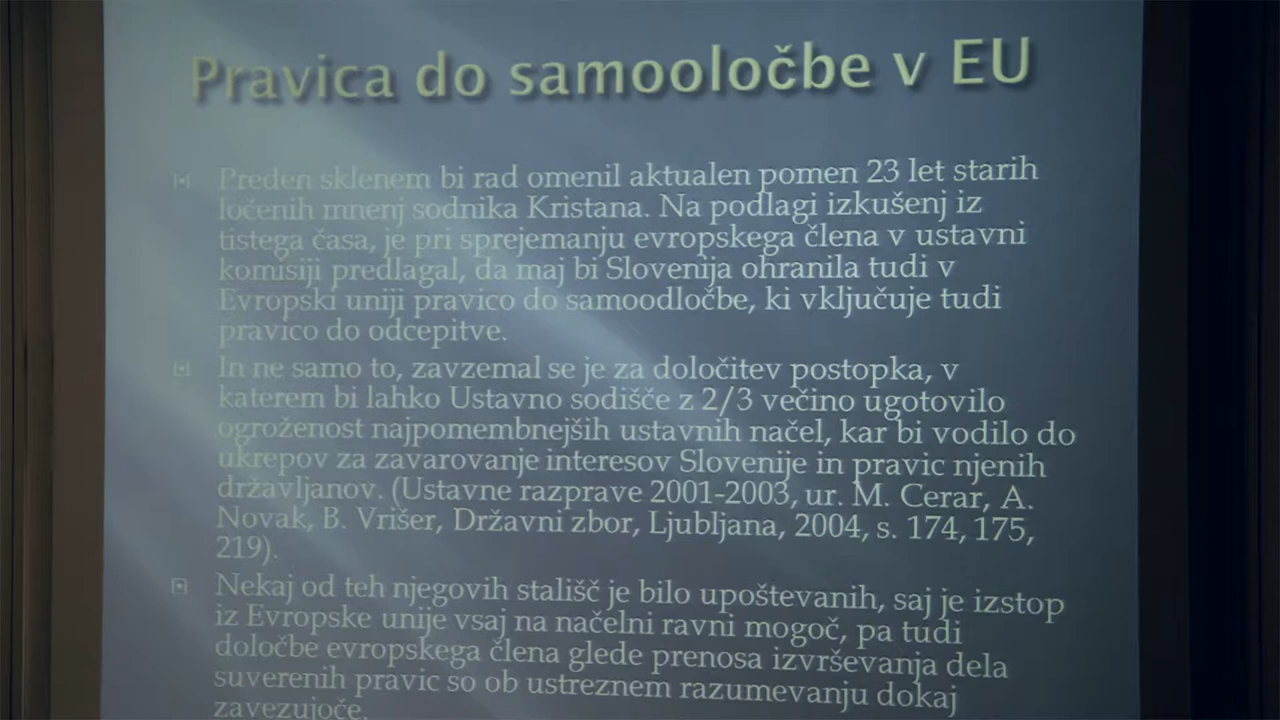 Pravica do samooločbe v EU
Preden sklenem bi rad omenil aktualen pomen 23 let starih
ločenih mnenj sodnika Kristana. Na podlagi izkušenj iz
tistega časa, je pri sprejemanju evropskega člena v ustavni
komisiji predlagal, da maj bi Slovenija ohranila tudi v
Evropski uniji pravico do samoodločbe, ki vključuje tudi
pravico do odcepitve.
In ne samo to, zavzemal se je za določitev postopka, v
katerem bi lahko Ustavno sodišče z 2/3 večino ugotovilo
ogroženost najpomembnejših ustavnih načel, kar bi vodilo do
ukrepov za zavarovanje interesov Slovenije in pravic njenih
državljanov. (Ustavne razprave 2001-2003, ur. M. Cerar, A.
Novak, B. Vrišer, Državni zbor, Ljubljana, 2004, s. 174, 175,
219).
Nekaj od teh njegovih stališč je bilo upoštevanih, saj je izstop
iz Evropske unije vsaj na načelni ravni mogoč, pa tudi
določbe evropskega člena glede prenosa izvrševanja dela
suverenih pravic so ob ustreznem razumevanju dokaj
zavezujoče.